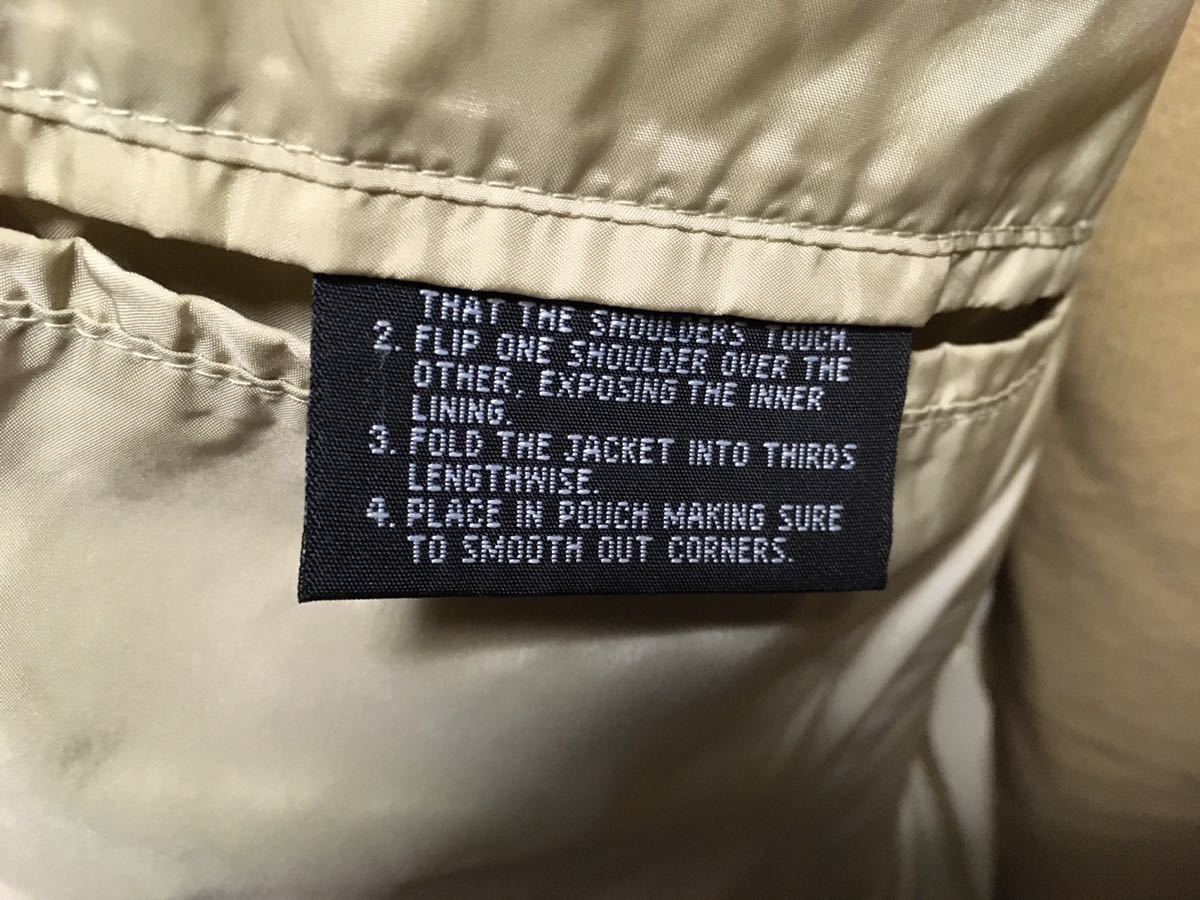 THAT THE SHOULDERS TOUCH
2. FLIP ONE SHOULDER OVER THE
OTHER, EXPOSING THE INNER
LINING.
3. FOLD THE JACKET INTO THIRDS
LENGTHWISE.
4. PLACE IN POUCH MAKING SURE
TO SMOOTH OUT CORNERS.